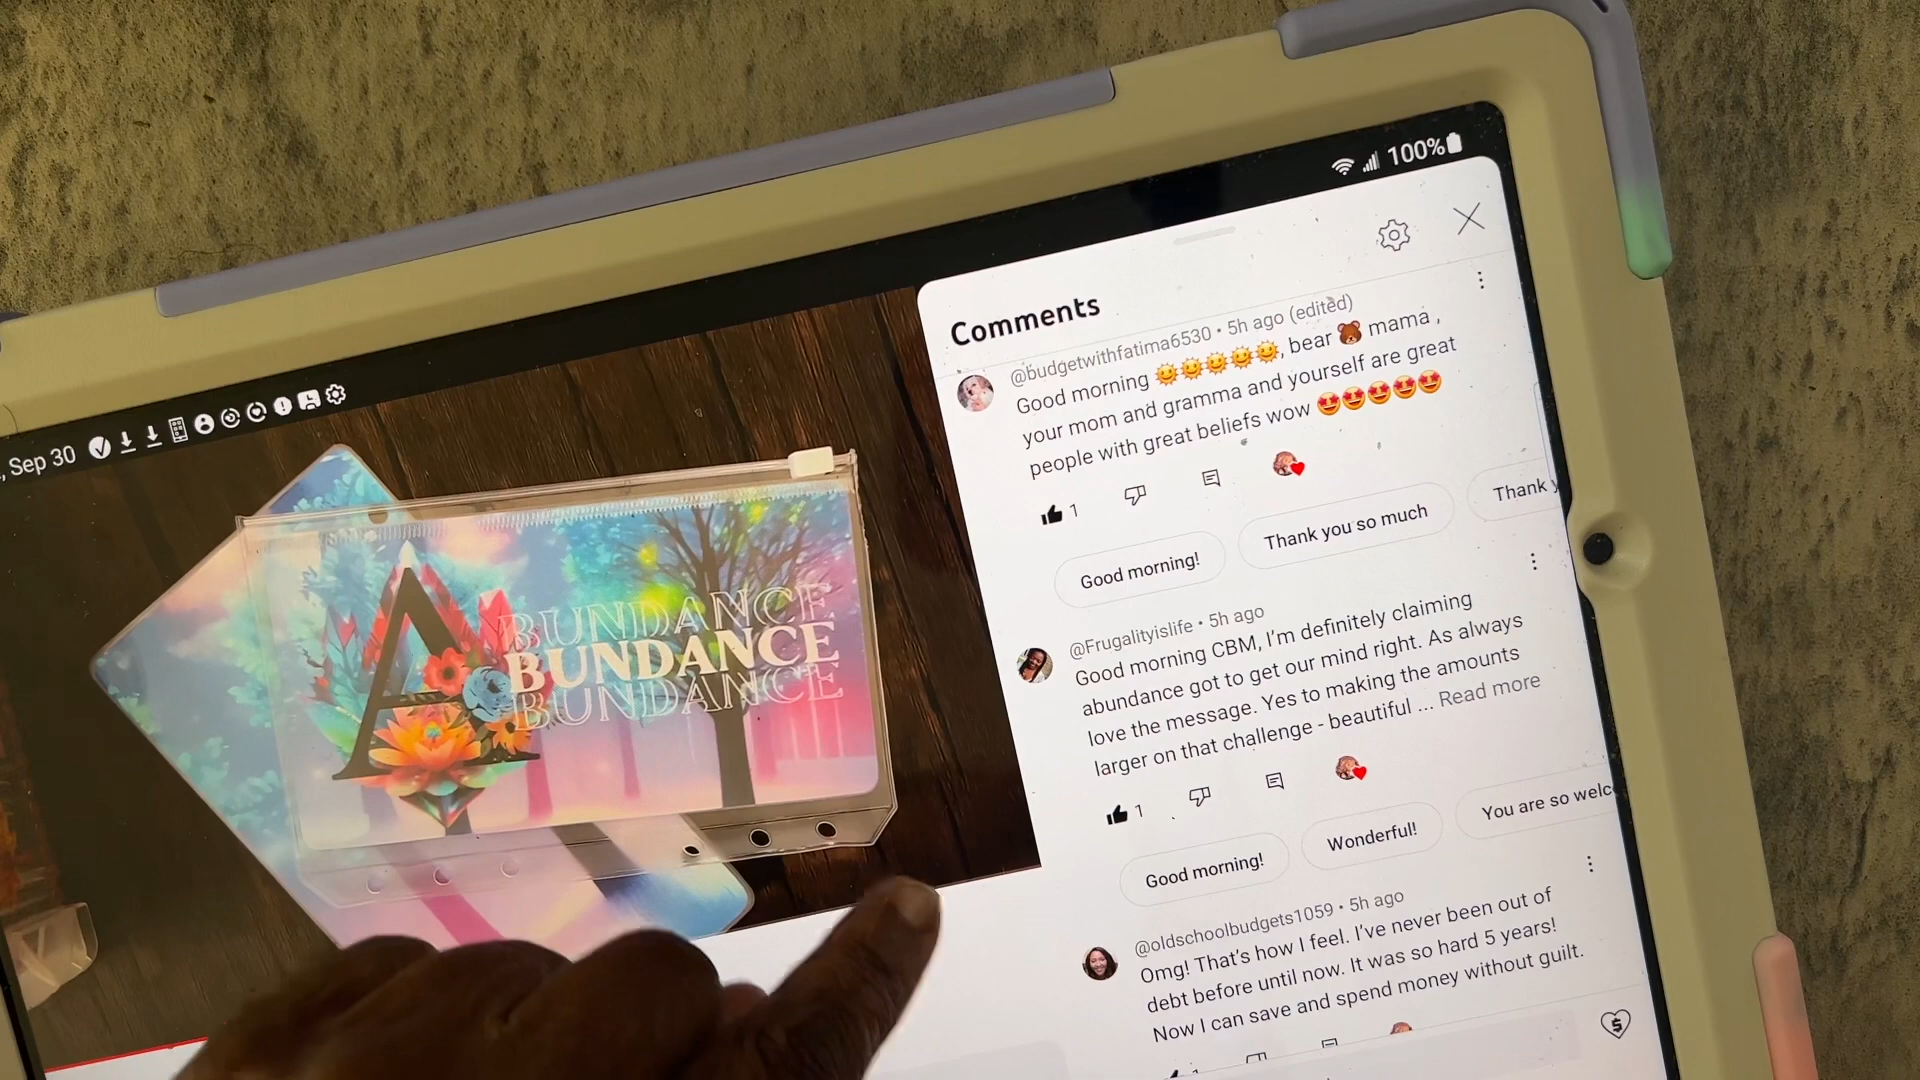 100%
, Sep 30
Comments
@budgetwithfatima6530 • 5h ago (edited)
Good morning 🌞🌞🌞🌞🌞, bear 🐻 mama ,
your mom and gramma and yourself are great
people with great beliefs wow 🤩🤩🤩🤩🤩
1
Good morning!
Thank you so much
Thank y
@Frugalityislife • 5h ago
Good morning CBM, I'm definitely claiming
abundance got to get our mind right. As always
love the message. Yes to making the amounts
larger on that challenge - beautiful ... Read more
1
Good morning!
Wonderful!
You are so welc
@oldschoolbudgets1059 • 5h ago
Omg! That's how I feel. I've never been out of
debt before until now. It was so hard 5 years!
Now I can save and spend money without guilt.
1
BUNDANCE
A BUNDANCE
BUNDANCE